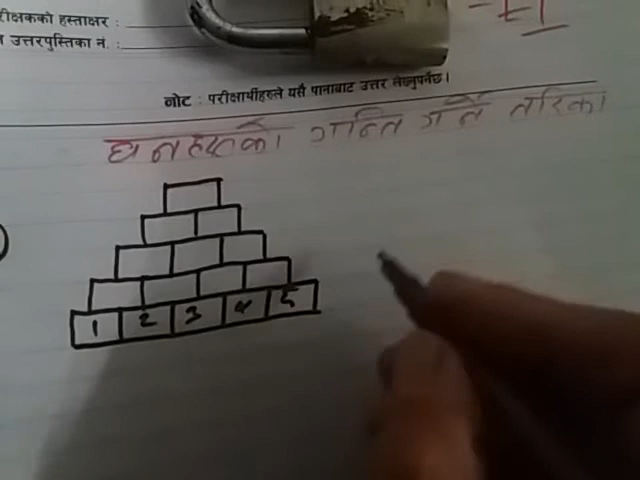 रीक्षकको हस्ताक्षर :
उत्तरपुस्तिका नं. :
नोट : परीक्षार्थीहरुले यसै पानाबाट उत्तर लेख्नुपर्नेछ।
घनहरूको गन्ति गर्ने तरिका
1 2 3 4 5